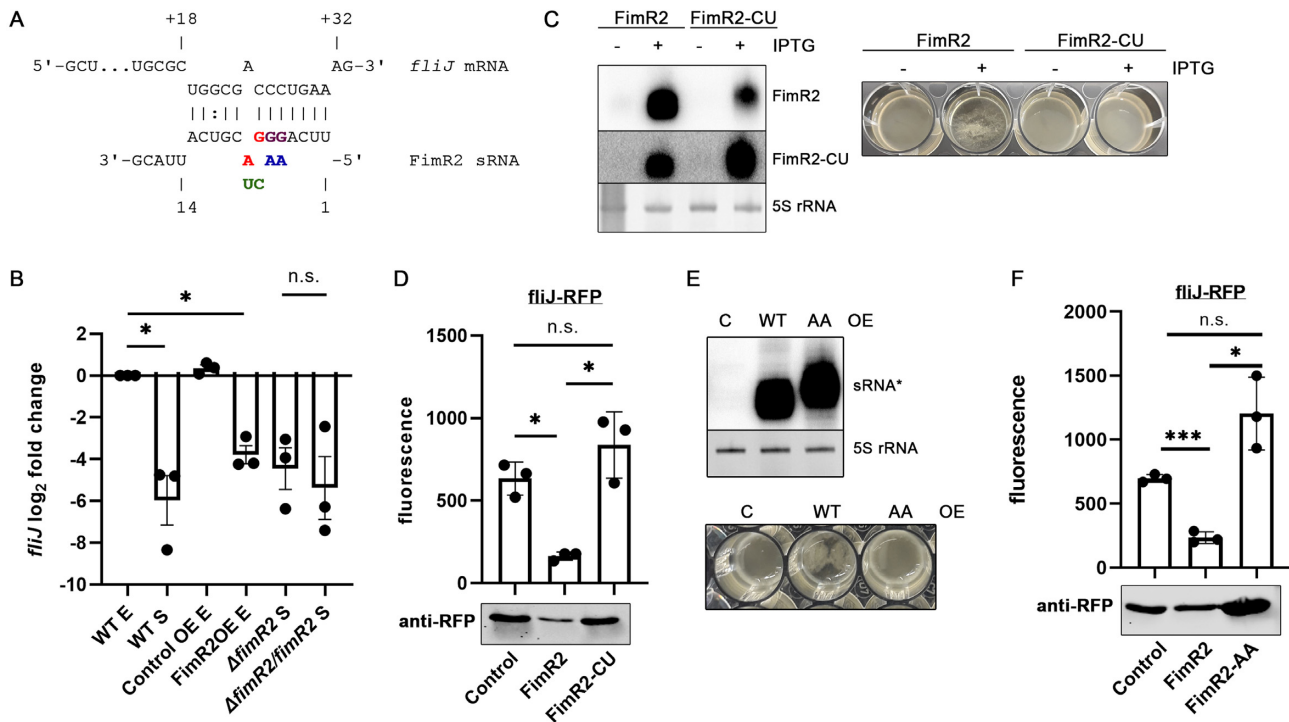 A
+18 +32
| |
5'-GCU...UGCGC A AG-3' fliJ mRNA
UGGCG CCCUGAA
||:|| |||||||
ACUGC GGGACUU
3'-GCAUU A AA -5' FimR2 sRNA
| UC |
14 1
B
n.s.
*
*
fliJ log2 fold change
2
0
-2
-4
-6
-8
-10
WT E
WT S
Control OE E
FimR2OE E
ΔfimR2 S
ΔfimR2/fimR2 S
C
FimR2 FimR2-CU
- + - + IPTG
FimR2
FimR2-CU
5S rRNA
FimR2 FimR2-CU
- + - + IPTG
D
fliJ-RFP
n.s.
*
*
fluorescence
1500
1000
500
0
anti-RFP
Control
FimR2
FimR2-CU
E
C WT AA OE
sRNA*
5S rRNA
C WT AA OE
F
fliJ-RFP
n.s.
*
***
fluorescence
2000
1500
1000
500
0
anti-RFP
Control
FimR2
FimR2-AA